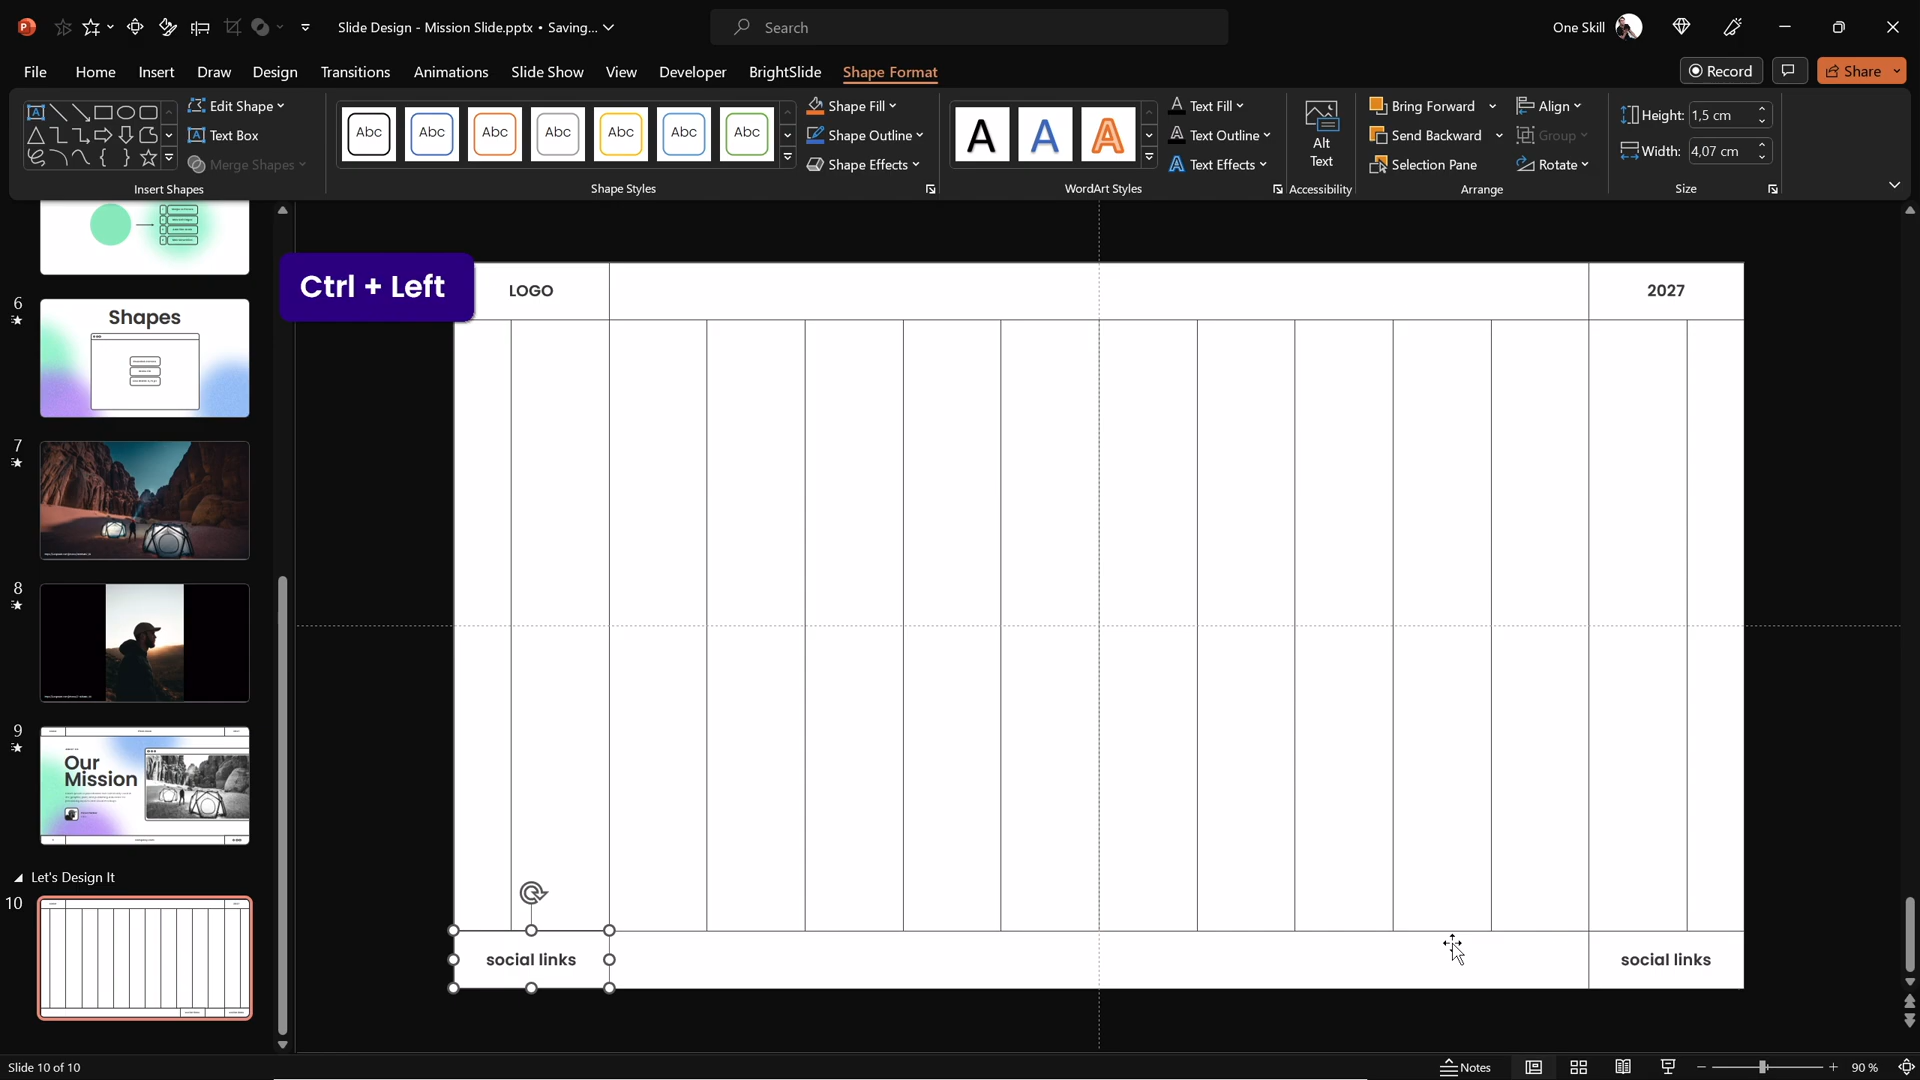 Slide Design - Mission Slide.pptx • Saving...
Search
One Skill
File Home Insert Draw Design Transitions Animations Slide Show View Developer BrightSlide Shape Format
Record
Share
Edit Shape
Text Box
Merge Shapes
Insert Shapes
Abc Abc Abc Abc Abc Abc Abc
Shape Fill
Shape Outline
Shape Effects
Shape Styles
A A A
Text Fill
Text Outline
Text Effects
WordArt Styles
Alt
Text
Accessibility
Bring Forward
Send Backward
Selection Pane
Align
Group
Rotate
Arrange
Height: 1,5 cm
Width: 4,07 cm
Size
6
Shapes
7
8
9
Our
Mission
Let's Design It
10
Ctrl + Left
LOGO
2027
social links
social links
Slide 10 of 10
Notes
90 %